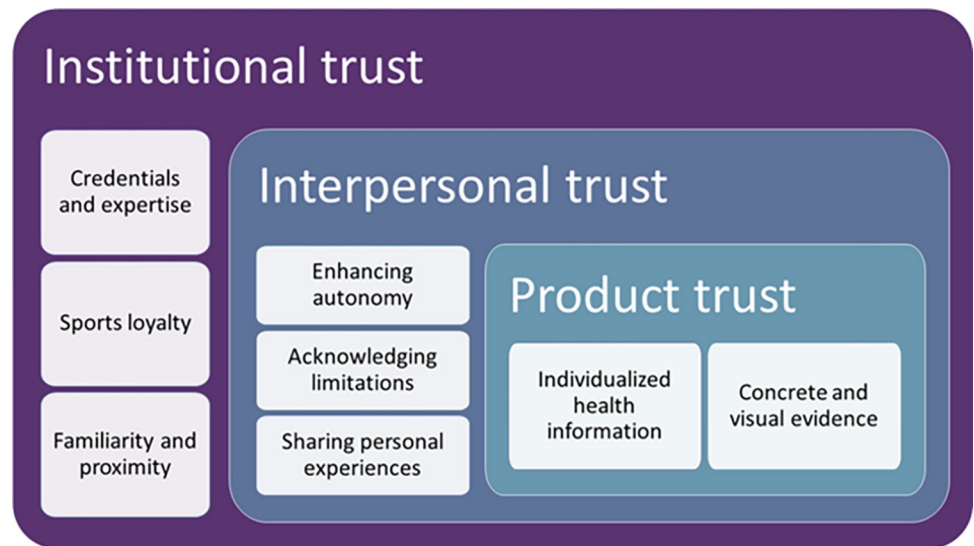 Institutional trust
Credentials
and expertise
Sports loyalty
Familiarity and
proximity
Interpersonal trust
Enhancing
autonomy
Acknowledging
limitations
Sharing personal
experiences
Product trust
Individualized
health
information
Concrete and
visual evidence